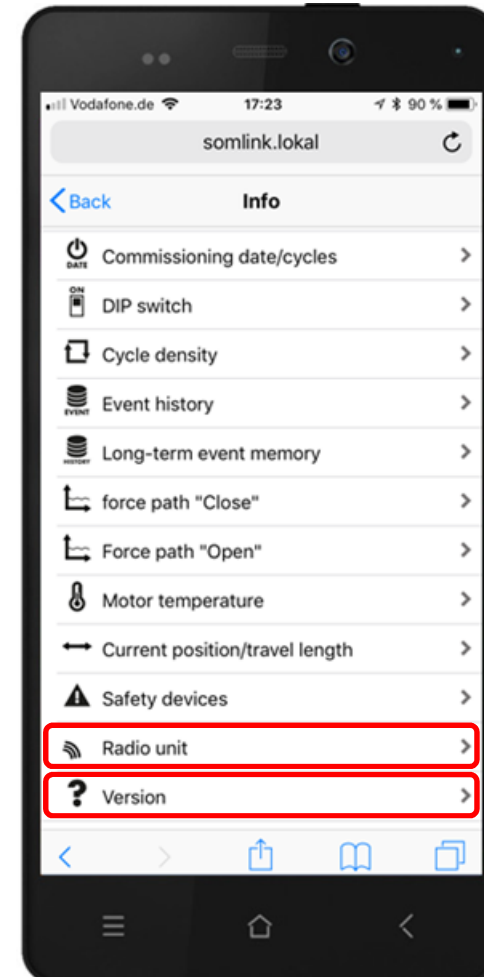 Vodafone.de 17:23 90 %
somlink.lokal
Back Info
DATE Commissioning date/cycles
ON DIP switch
Cycle density
EVENT Event history
HISTORY Long-term event memory
force path "Close"
Force path "Open"
Motor temperature
Current position/travel length
Safety devices
Radio unit
? Version